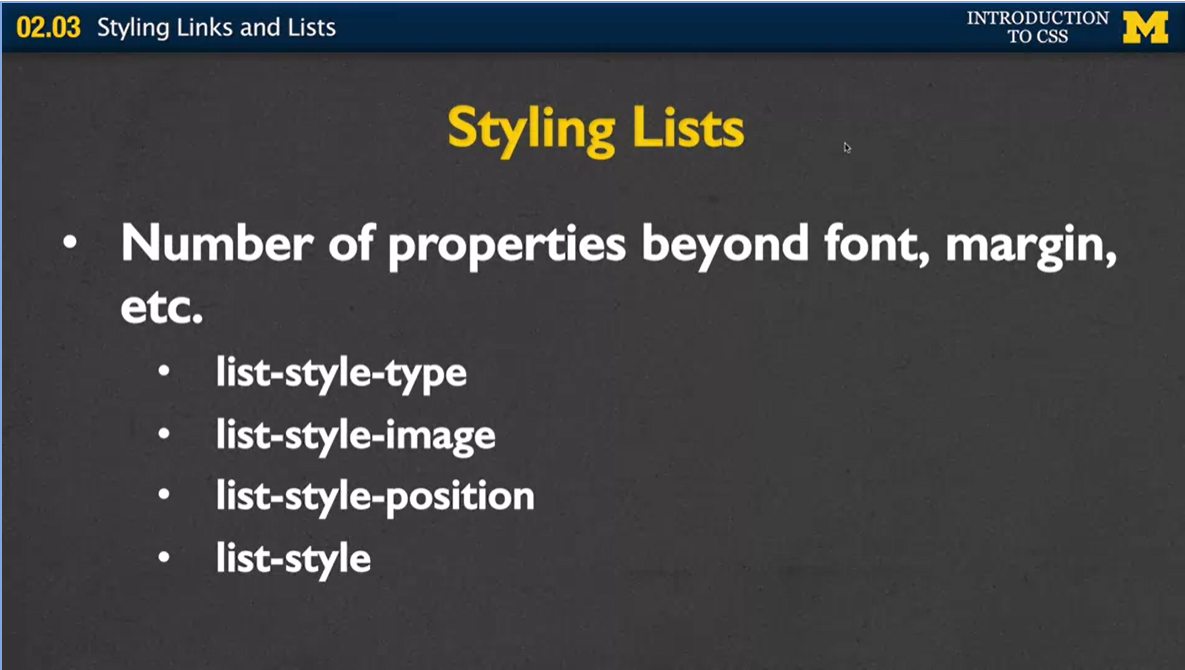 02.03 Styling Links and Lists
INTRODUCTION
TO CSS
M
Styling Lists
• Number of properties beyond font, margin,
etc.
• list-style-type
• list-style-image
• list-style-position
• list-style